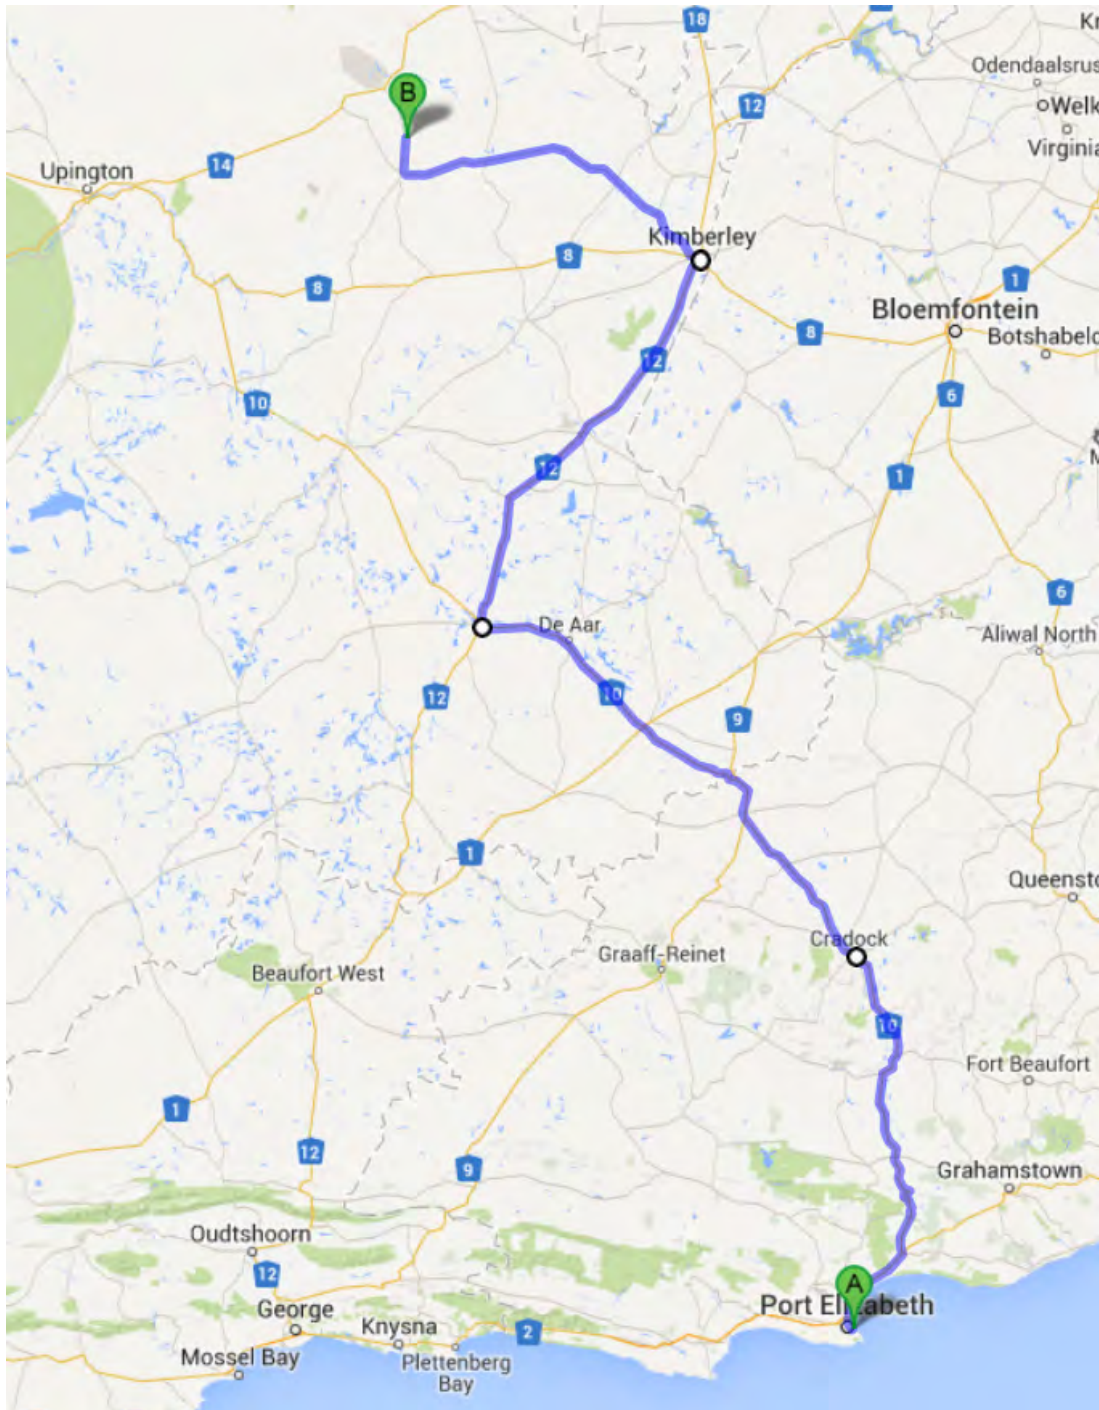 18
Kr
Odendaalsrus
B
12
Welk
Virginia
14
Upington
Kimberley
8
8
1
Bloemfontein
8
Botshabelo
12
6
10
12
1
6
De Aar
Aliwal North
12
10
9
1
Queensto
Cradock
Graaff-Reinet
Beaufort West
10
Fort Beaufort
1
12
9
Grahamstown
Oudtshoorn
12
A
Port Elizabeth
George
Knysna
2
Mossel Bay
Plettenberg
Bay